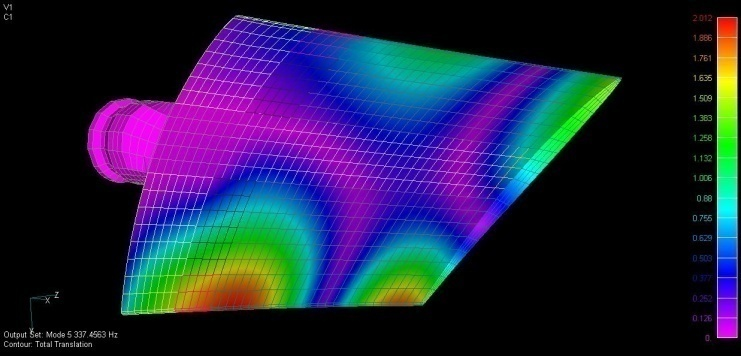 V1
C1
2.012
1.886
1.761
1.635
1.509
1.383
1.258
1.132
1.006
0.88
0.755
0.629
0.503
0.377
0.252
0.126
0.
Z
X
Y
Output Set: Mode 5 337.4563 Hz
Contour: Total Translation